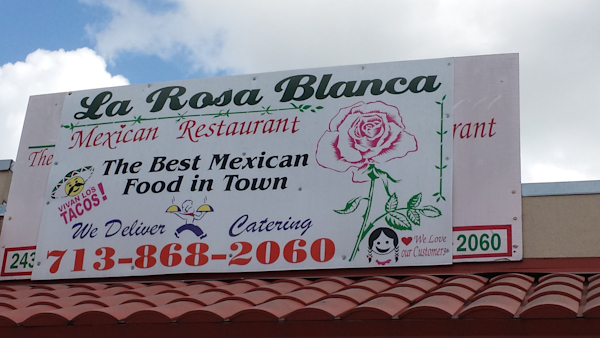 La Rosa Blanca
Mexican Restaurant
The
rant
The Best Mexican
Food in Town
VIVAN LOS
TACOS!
We Deliver
Catering
We Love
our Customers
713-868-2060
243
2060